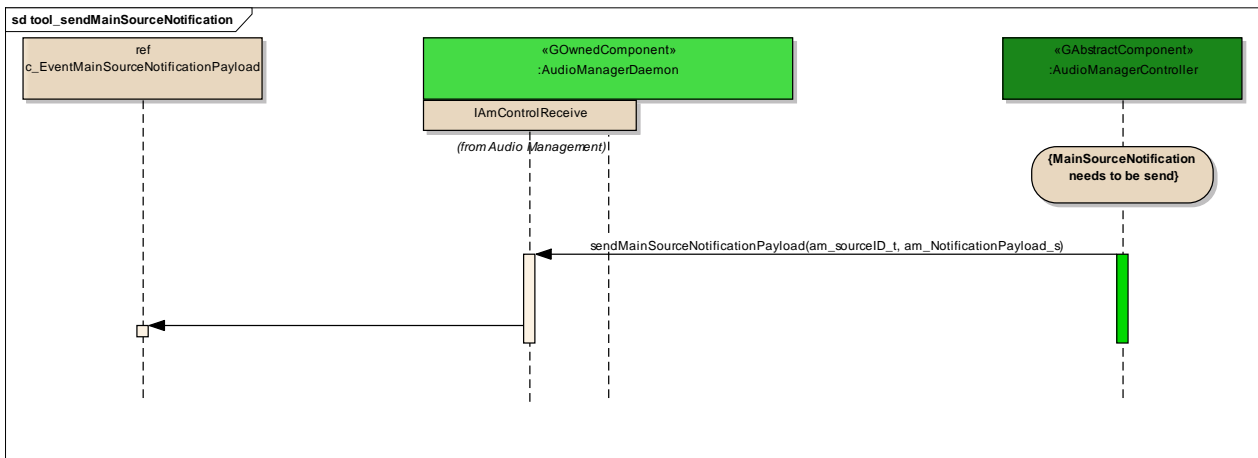 sd tool_sendMainSourceNotification
ref
c_EventMainSourceNotificationPayload
«GOwnedComponent»
:AudioManagerDaemon
«GAbstractComponent»
:AudioManagerController
IAmControlReceive
(from Audio Management)
{MainSourceNotification
needs to be send}
sendMainSourceNotificationPayload(am_sourceID_t, am_NotificationPayload_s)